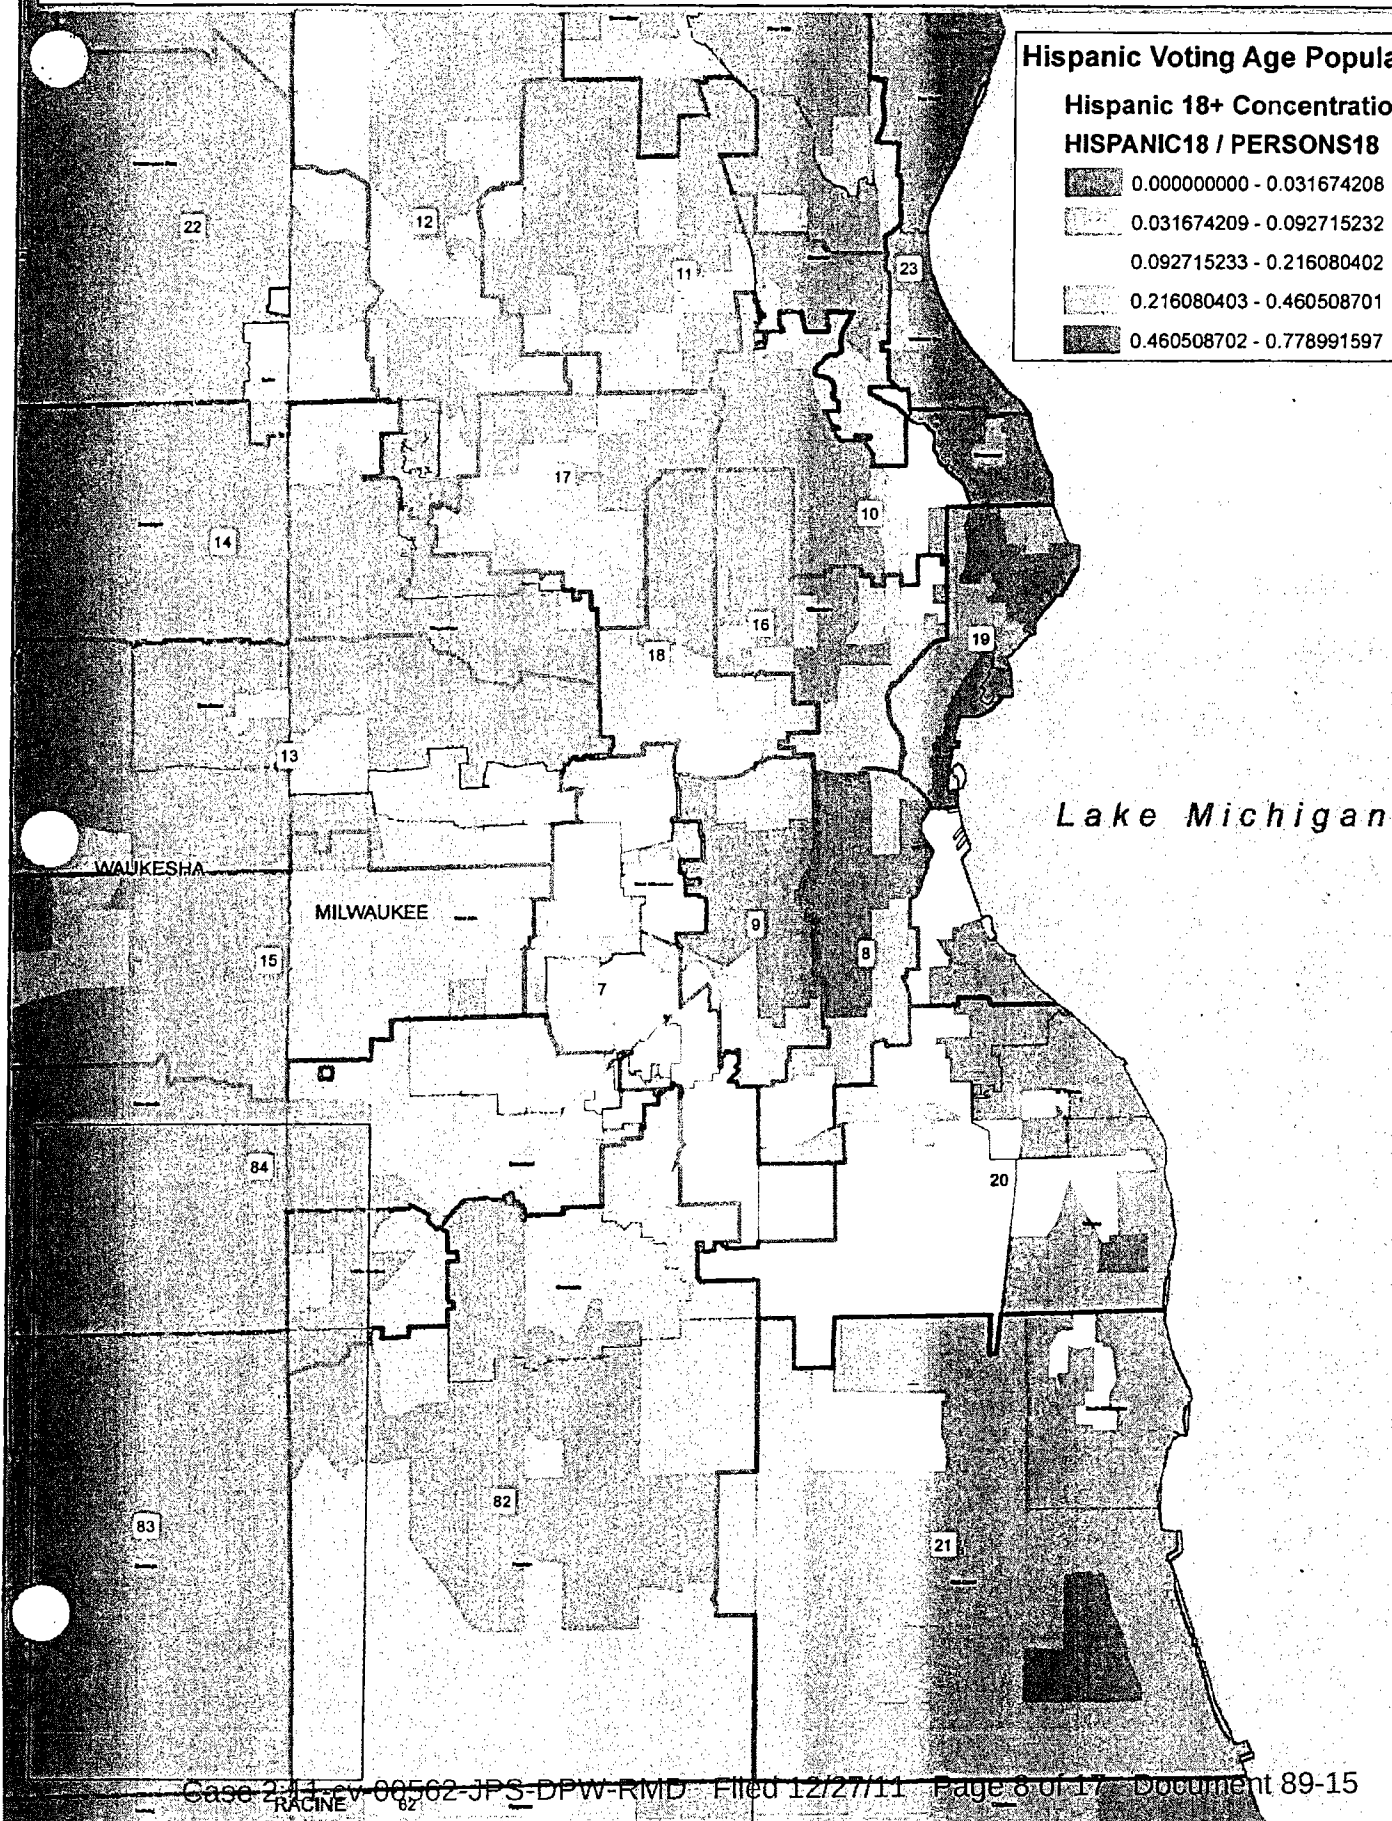 Hispanic Voting Age Popula
Hispanic 18+ Concentratio
HISPANIC18 / PERSONS18
0.000000000 - 0.031674208
0.031674209 - 0.092715232
0.092715233 - 0.216080402
0.216080403 - 0.460508701
0.460508702 - 0.778991597
22
12
11
23
17
14
10
16
19
18
13
Lake Michigan
WAUKESHA
MILWAUKEE
9
15
8
7
84
20
82
83
21
Case 2:11-cv-00562-JPS-DPW-RMD Filed 12/27/11 Page 8 of 17 Document 89-15
RACINE 62